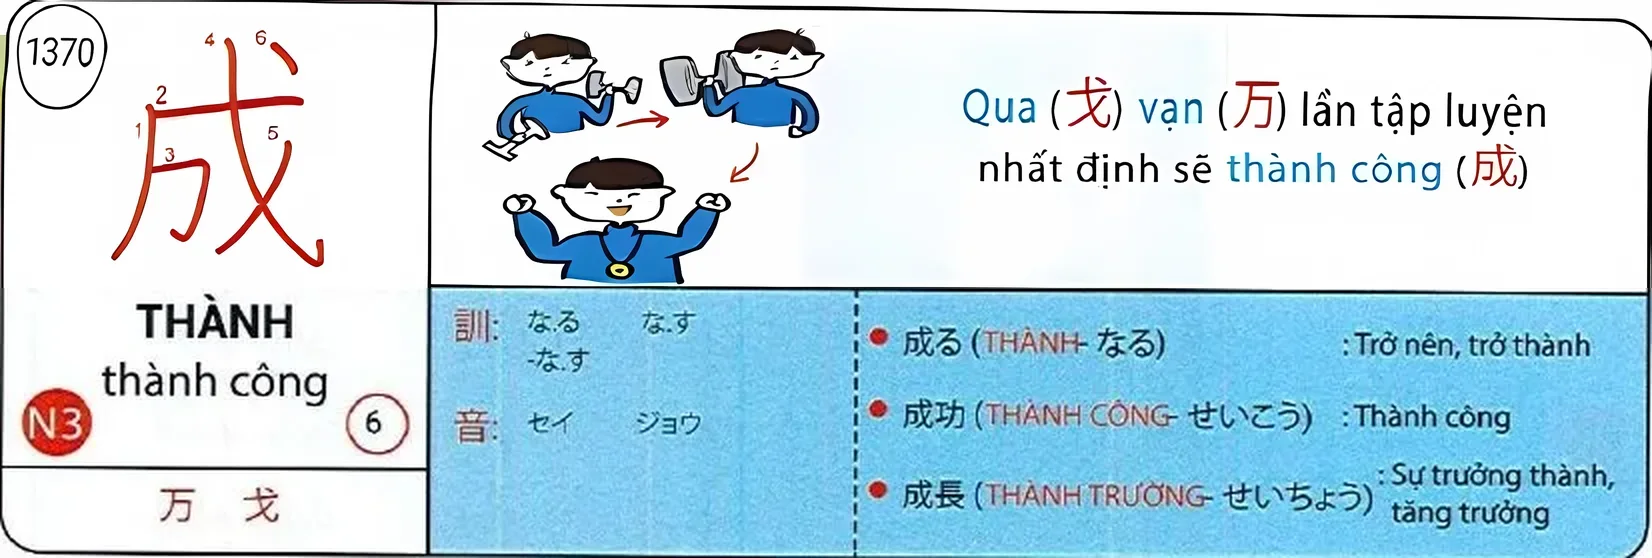 1370
成
1 2 3 4 5 6
THÀNH
thành công
N3
6
万 戈
Qua (戈) vạn (万) lần tập luyện
nhất định sẽ thành công (成)
訓: な.る な.す
-な.す
音: セイ ジョウ
● 成る (THÀNH- なる) : Trở nên, trở thành
● 成功 (THÀNH CÔNG- せいこう) : Thành công
● 成長 (THÀNH TRƯỜNG- せいちょう) : Sự trưởng thành,
tăng trưởng